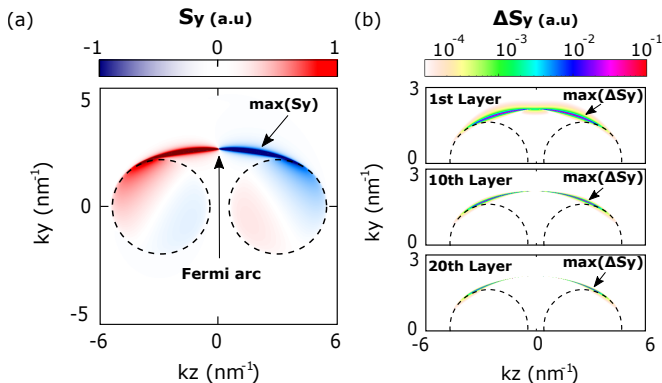 (a)
Sy (a.u)
-1
0
1
5
0
-5
ky (nm⁻¹)
max(Sy)
Fermi arc
-6
0
6
kz (nm⁻¹)
(b)
ΔSy (a.u)
10⁻⁴
10⁻³
10⁻²
10⁻¹
1st Layer
max(ΔSy)
3
0
10th Layer
max(ΔSy)
3
0
20th Layer
max(ΔSy)
3
0
ky (nm⁻¹)
-6
0
6
kz (nm⁻¹)